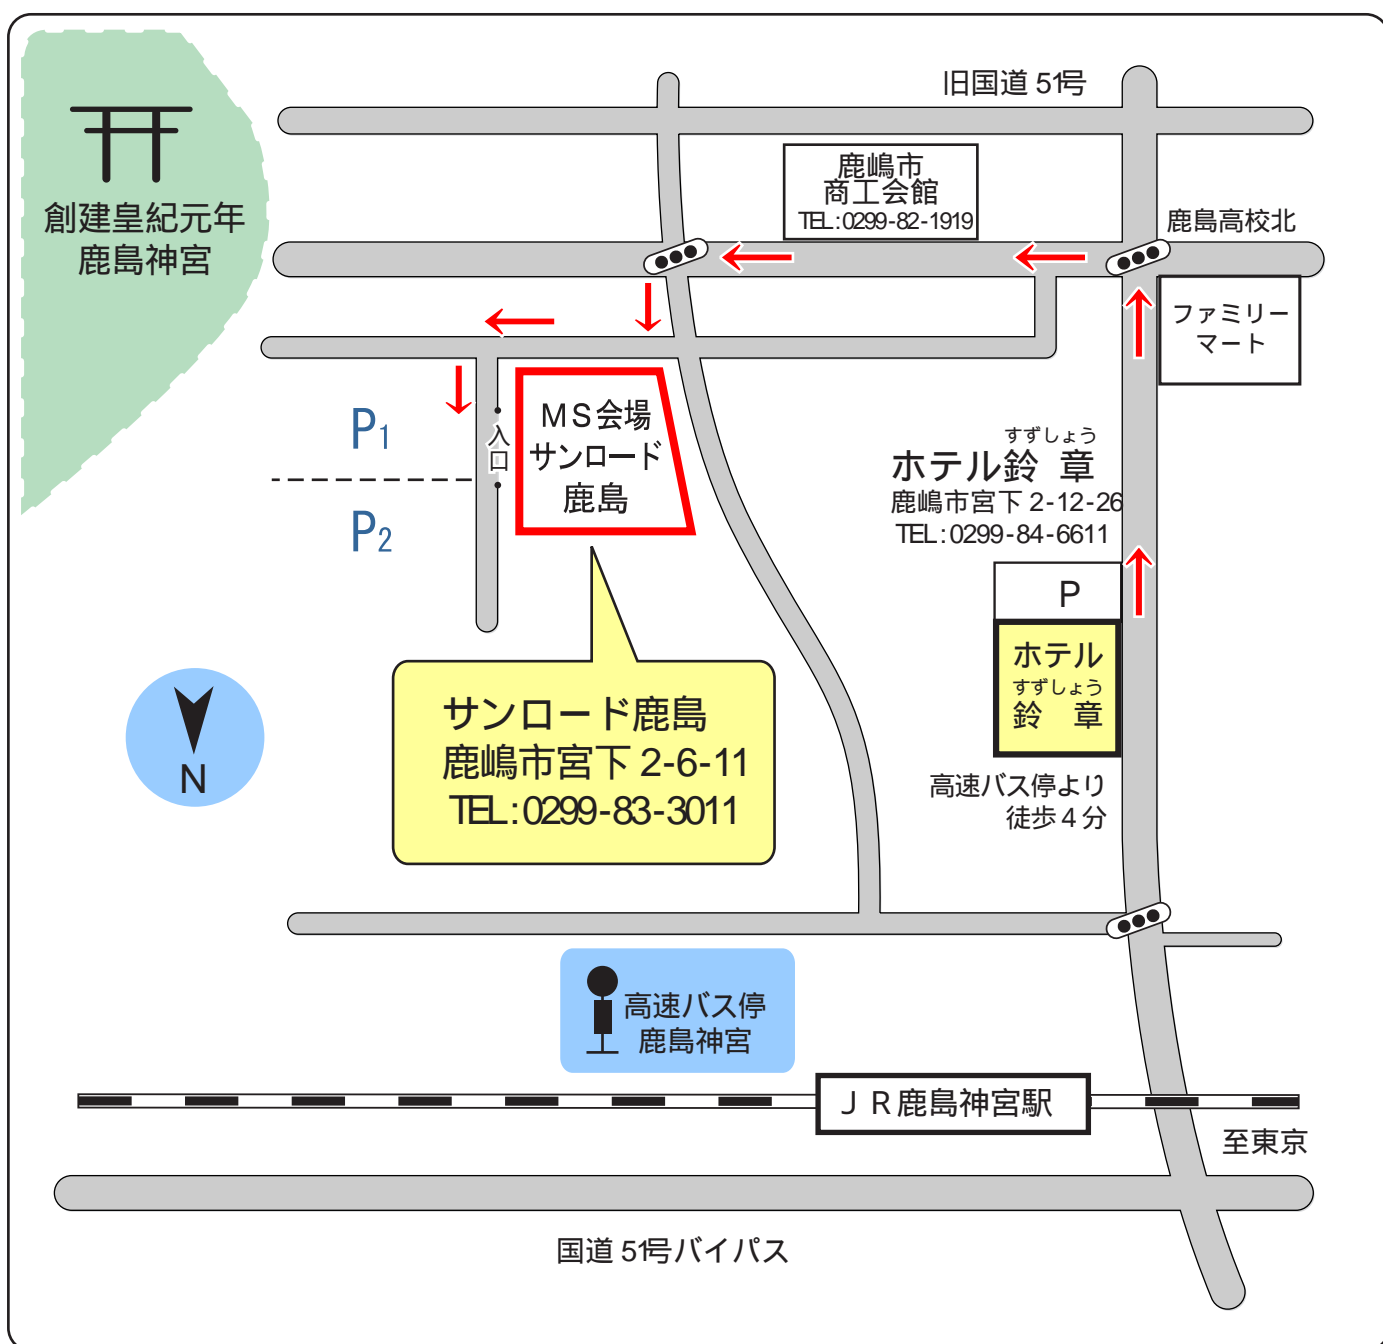 旧国道 51号
創建皇紀元年
鹿島神宮
鹿嶋市
商工会館
TEL:0299-82-1919
鹿島高校北
ファミリー
マート
P1
P2
入口
MS会場
サンロード
鹿島
すずしょう
ホテル鈴 章
鹿嶋市宮下 2-12-26
TEL:0299-84-6611
P
ホテル
すずしょう
鈴 章
高速バス停より
徒歩４分
サンロード鹿島
鹿嶋市宮下 2-6-11
TEL:0299-83-3011
N
高速バス停
鹿島神宮
ＪＲ鹿島神宮駅
至東京
国道 51号バイパス